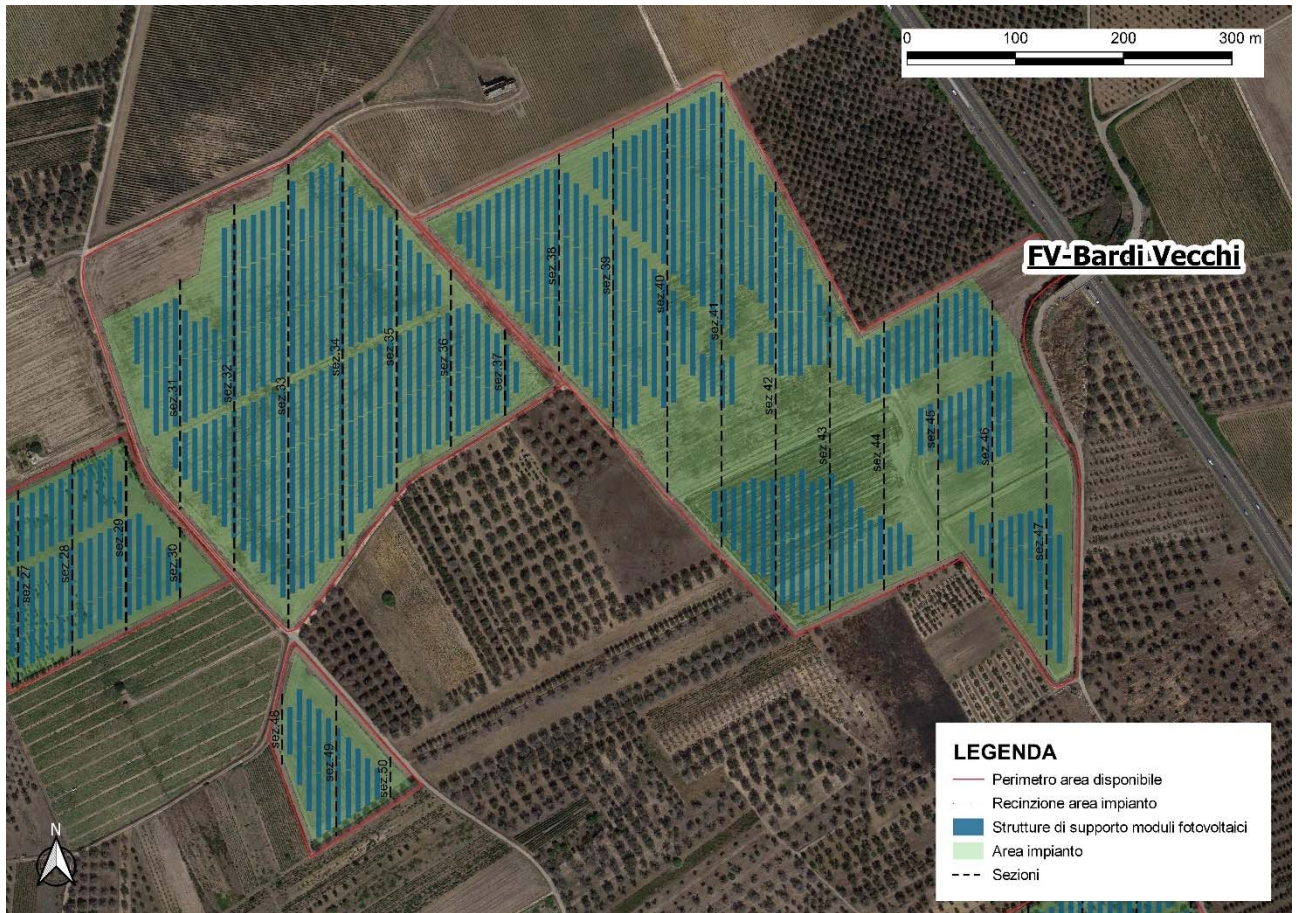 0 100 200 300 m
FV-Bardi Vecchi
sez.27
sez.28
sez.29
sez.30
sez.31
sez.32
sez.33
sez.34
sez.35
sez.36
sez.37
sez.38
sez.39
sez.40
sez.41
sez.42
sez.43
sez.44
sez.45
sez.46
sez.47
sez.48
sez.49
sez.50
N
LEGENDA
Perimetro area disponibile
Recinzione area impianto
Strutture di supporto moduli fotovoltaici
Area impianto
Sezioni